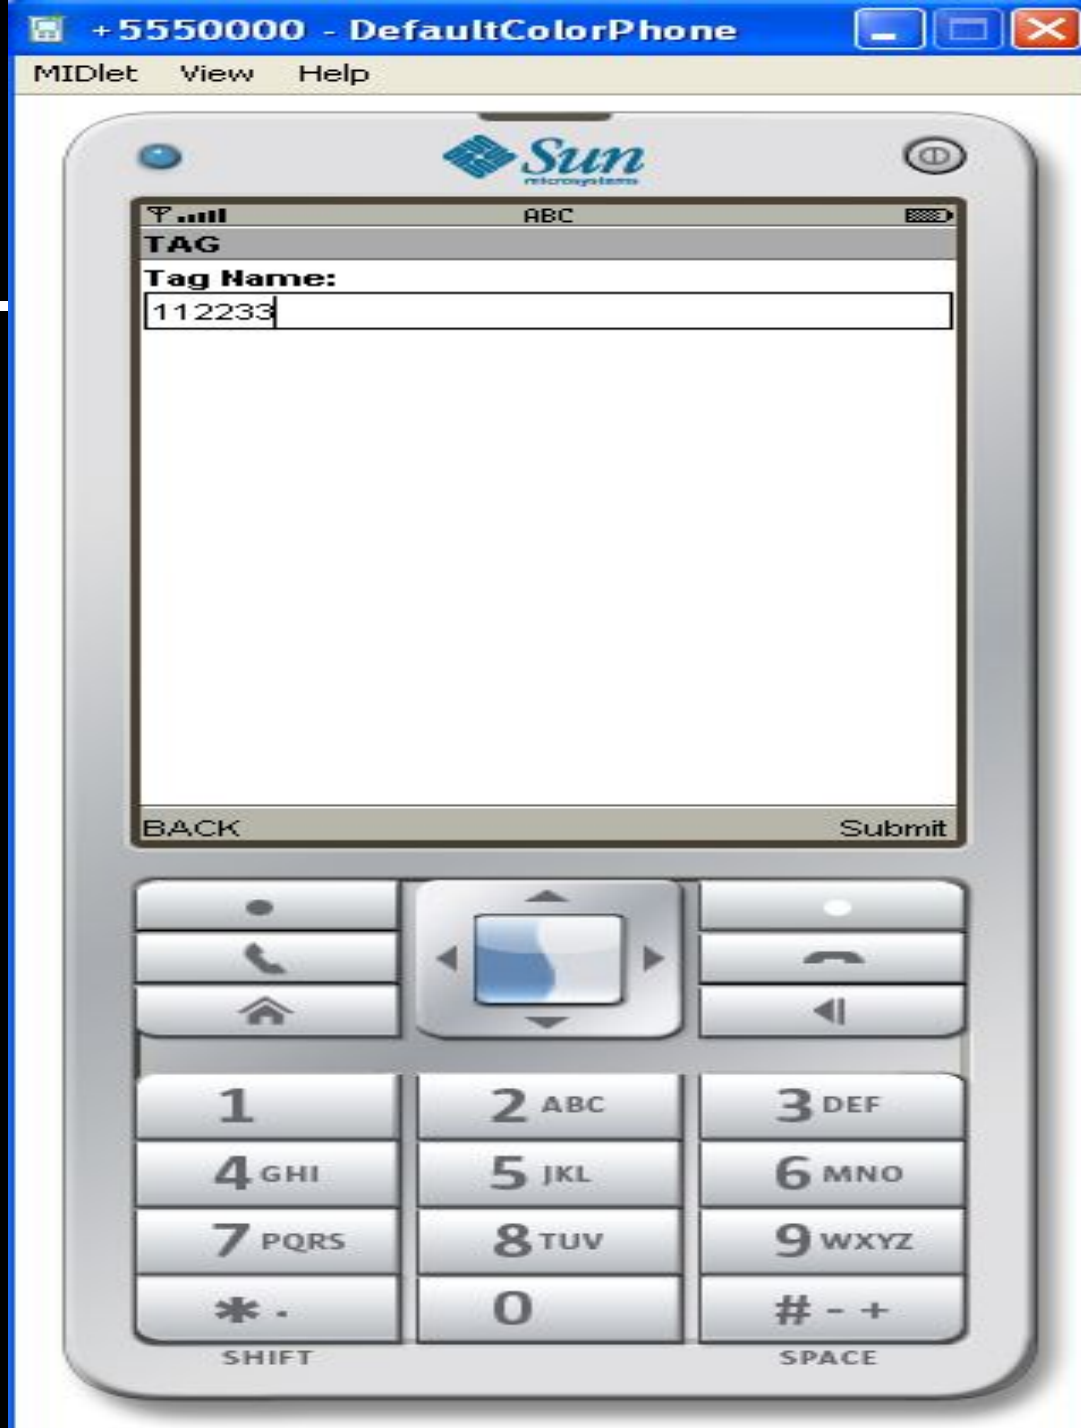 +5550000 - DefaultColorPhone
MIDlet View Help
Sun
microsystems
ABC
TAG
Tag Name:
112233
BACK Submit
1 2 ABC 3 DEF
4 GHI 5 JKL 6 MNO
7 PQRS 8 TUV 9 WXYZ
* . 0 # - +
SHIFT SPACE